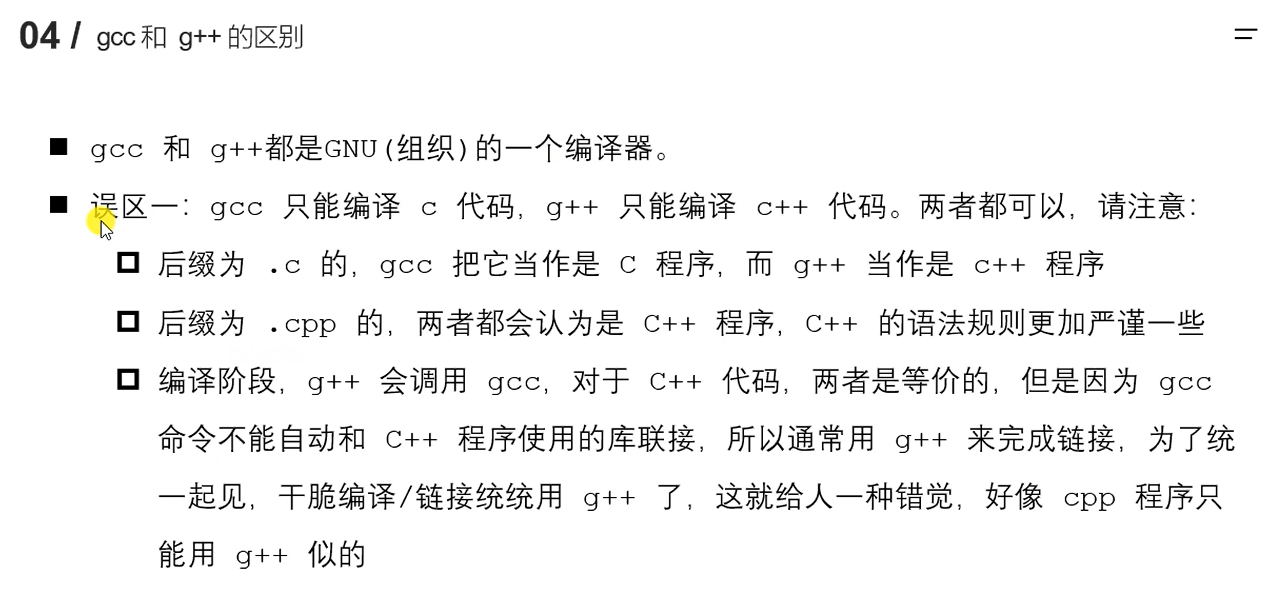 04 / gcc 和 g++ 的区别
gcc 和 g++都是GNU(组织)的一个编译器。
误区一：gcc 只能编译 c 代码，g++ 只能编译 c++ 代码。两者都可以，请注意：
后缀为 .c 的，gcc 把它当作是 C 程序，而 g++ 当作是 c++ 程序
后缀为 .cpp 的，两者都会认为是 C++ 程序，C++ 的语法规则更加严谨一些
编译阶段，g++ 会调用 gcc，对于 C++ 代码，两者是等价的，但是因为 gcc
命令不能自动和 C++ 程序使用的库联接，所以通常用 g++ 来完成链接，为了统
一起见，干脆编译/链接统统用 g++ 了，这就给人一种错觉，好像 cpp 程序只
能用 g++ 似的